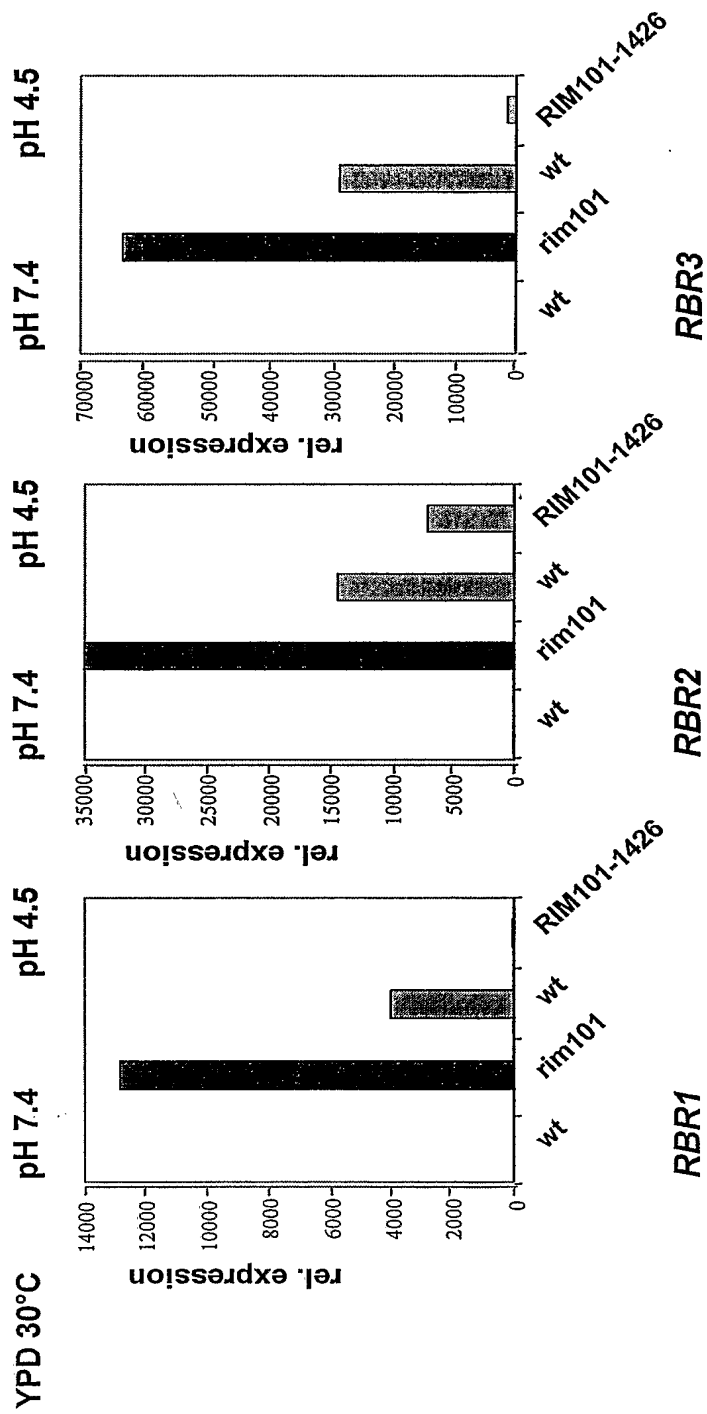 YPD 30°C
pH 7.4 pH 4.5
rel. expression
14000
12000
10000
8000
6000
4000
2000
0
wt rim101 wt RIM101-1426
RBR1
pH 7.4 pH 4.5
rel. expression
35000
30000
25000
20000
15000
10000
5000
0
wt rim101 wt RIM101-1426
RBR2
pH 7.4 pH 4.5
rel. expression
70000
60000
50000
40000
30000
20000
10000
0
wt rim101 wt RIM101-1426
RBR3